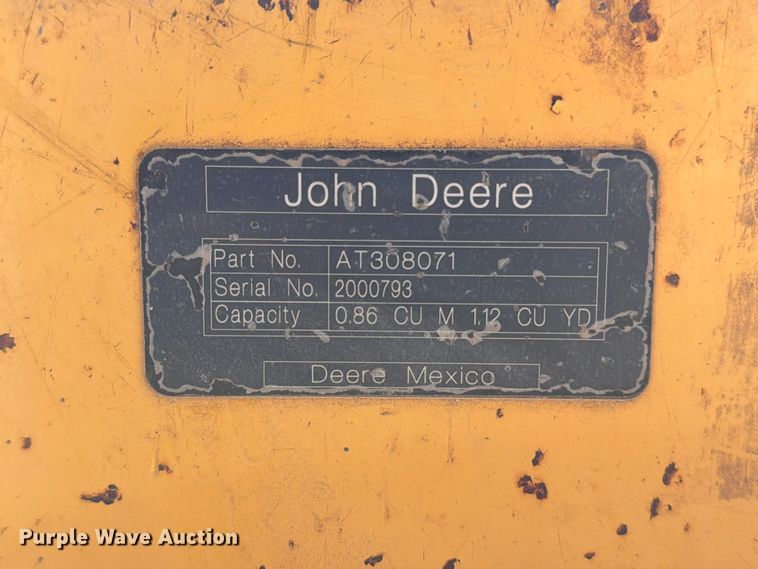 John Deere
Part No. AT308071
Serial No. 2000793
Capacity 0.86 CU M 1.12 CU YD
Deere Mexico
Purple Wave Auction